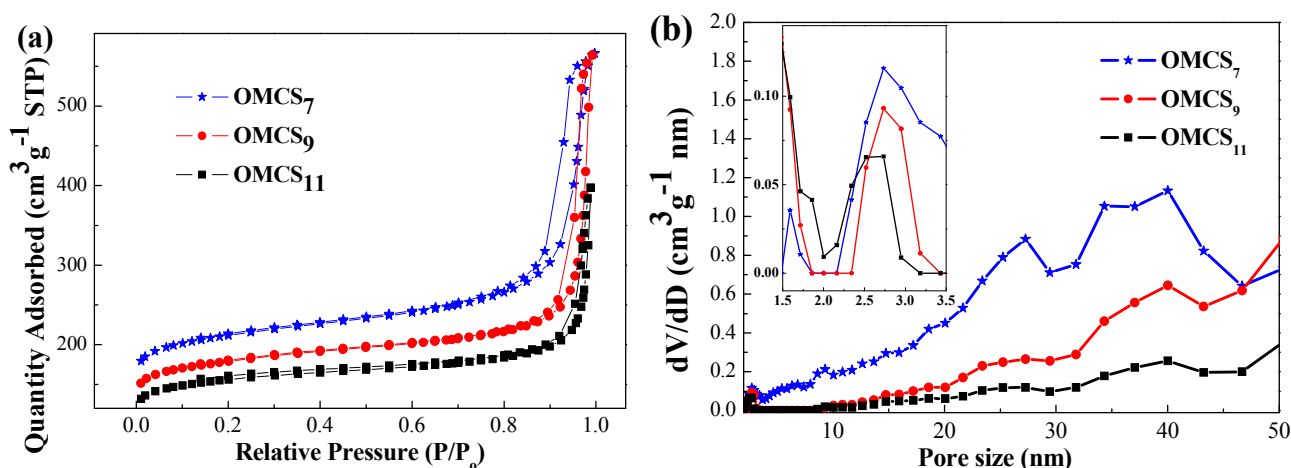 (a)
Quantity Adsorbed (cm³g⁻¹ STP)
550
400
300
200
OMCS₇
OMCS₉
OMCS₁₁
0.0 0.2 0.4 0.6 0.8 1.0
Relative Pressure (P/Pₒ)
(b)
dV/dD (cm³g⁻¹ nm)
2.0
1.8
1.6
1.4
1.2
1.0
0.8
0.6
0.4
0.2
0.0
0.10
0.05
0.00
1.5 2.0 2.5 3.0 3.5
OMCS₇
OMCS₉
OMCS₁₁
10 20 30 40 50
Pore size (nm)